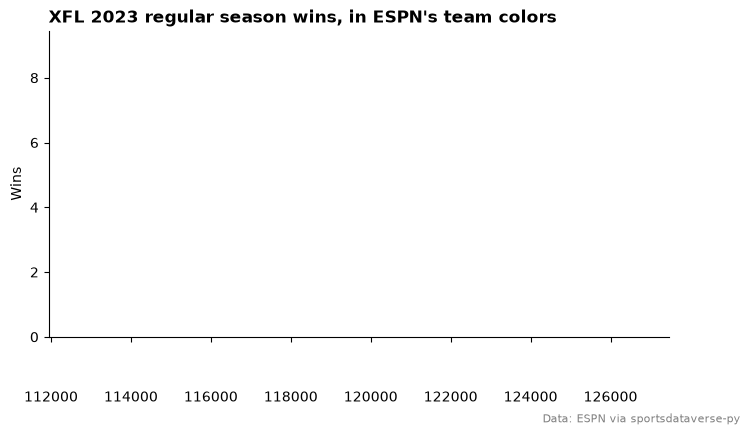 XFL 2023 regular season wins, in ESPN's team colors
8
6
Wins
4
2
0
112000 114000 116000 118000 120000 122000 124000 126000
Data: ESPN via sportsdataverse-py